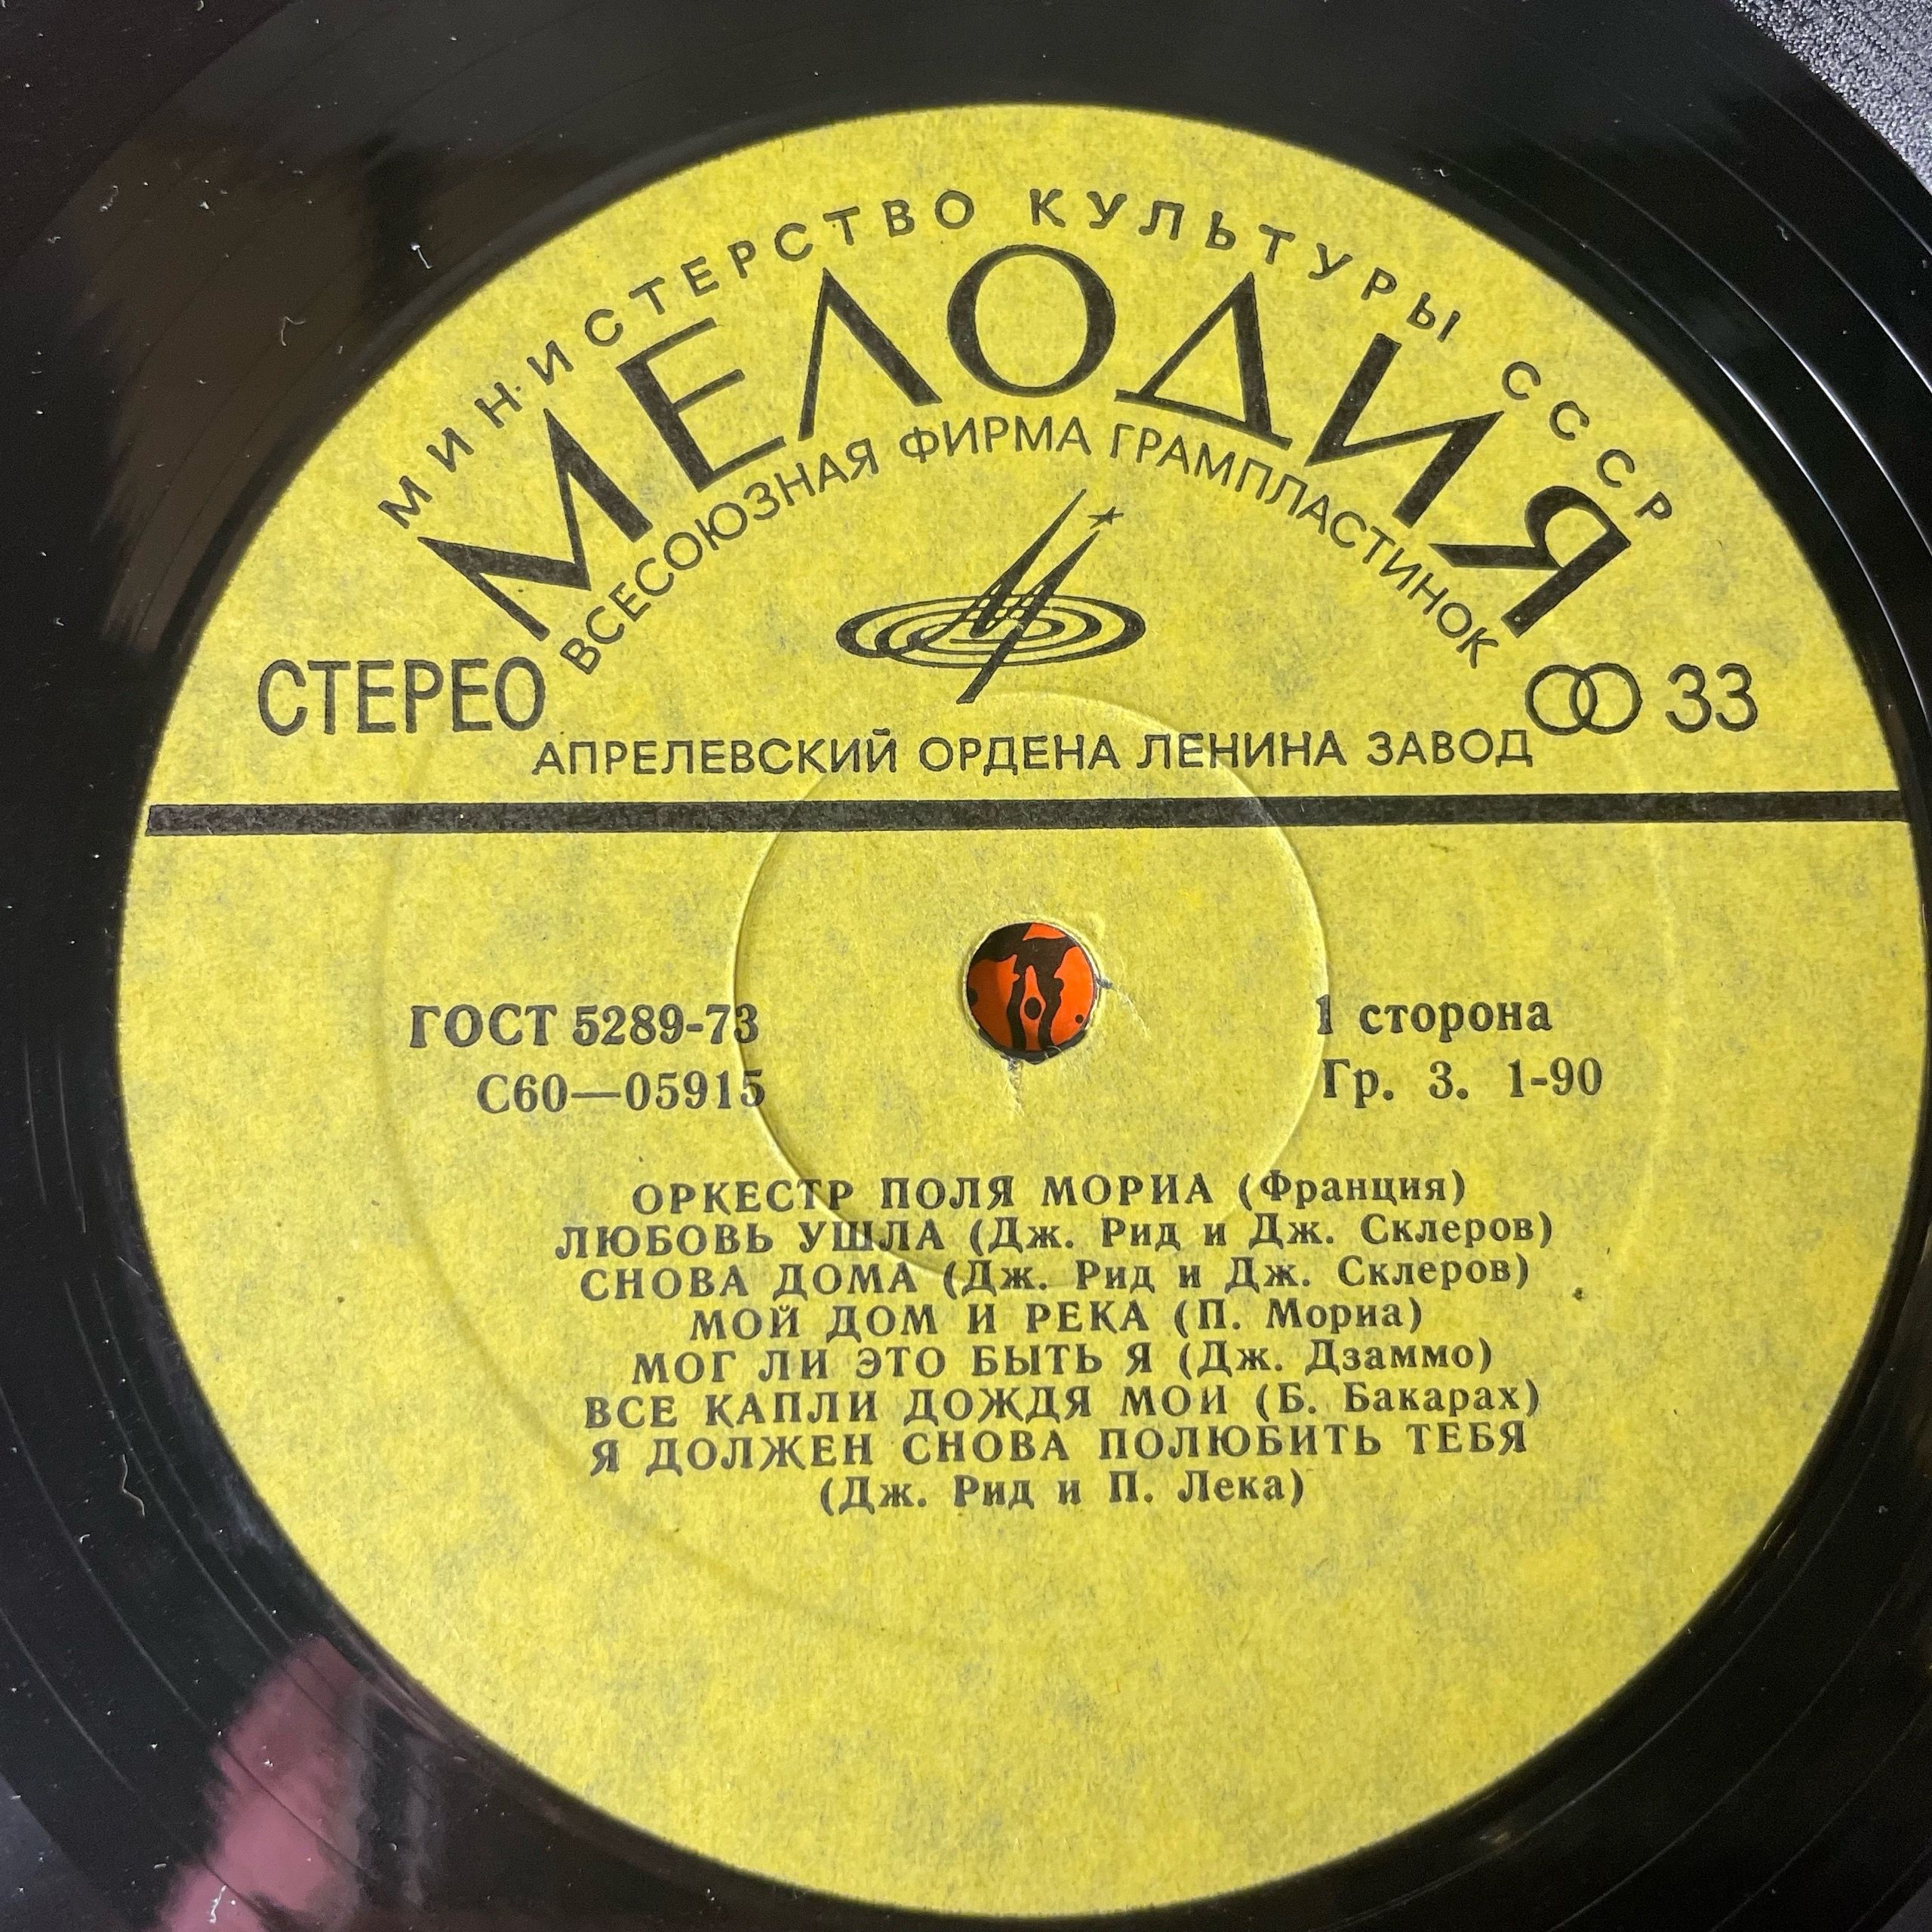 МИНИСТЕРСТВО КУЛЬТУРЫ СССР
МЕЛОДИЯ
ВСЕСОЮЗНАЯ ФИРМА ГРАМПЛАСТИНОК
СТЕРЕО
33
АПРЕЛЕВСКИЙ ОРДЕНА ЛЕНИНА ЗАВОД
ГОСТ 5289-73
С60—05915
1 сторона
Гр. 3. 1-90
ОРКЕСТР ПОЛЯ МОРИА (Франция)
ЛЮБОВЬ УШЛА (Дж. Рид и Дж. Склеров)
СНОВА ДОМА (Дж. Рид и Дж. Склеров)
МОЙ ДОМ И РЕКА (П. Мориа)
МОГ ЛИ ЭТО БЫТЬ Я (Дж. Дзаммо)
ВСЕ КАПЛИ ДОЖДЯ МОИ (Б. Бакарах)
Я ДОЛЖЕН СНОВА ПОЛЮБИТЬ ТЕБЯ
(Дж. Рид и П. Лека)